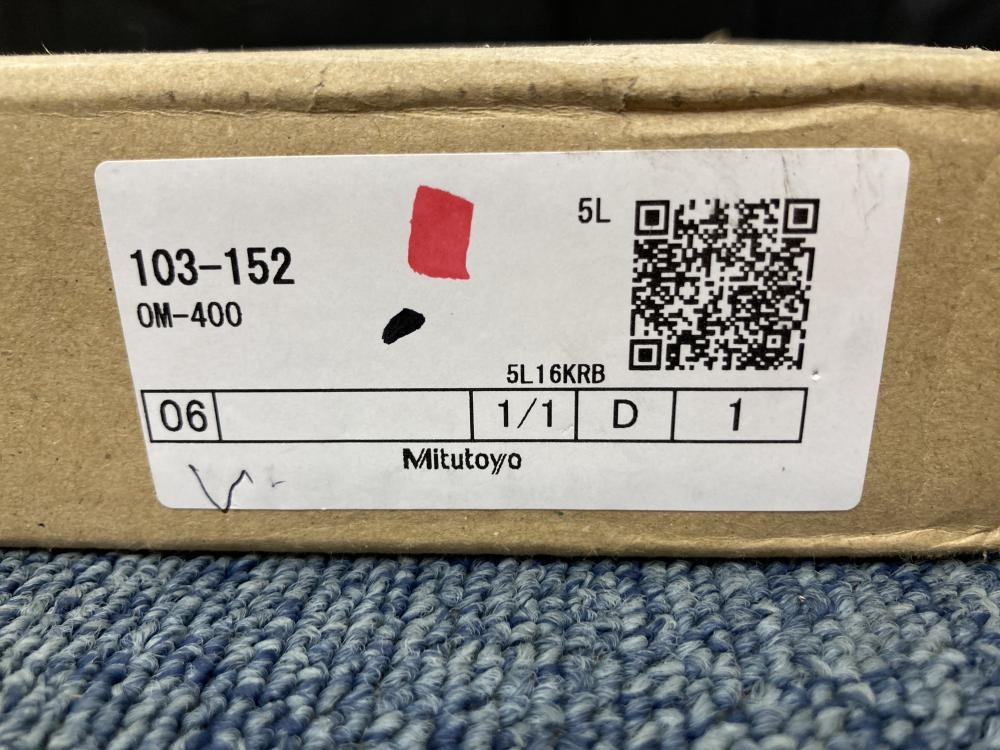 5L
103-152
OM-400
5L16KRB
06 1/1 D 1
Mitutoyo